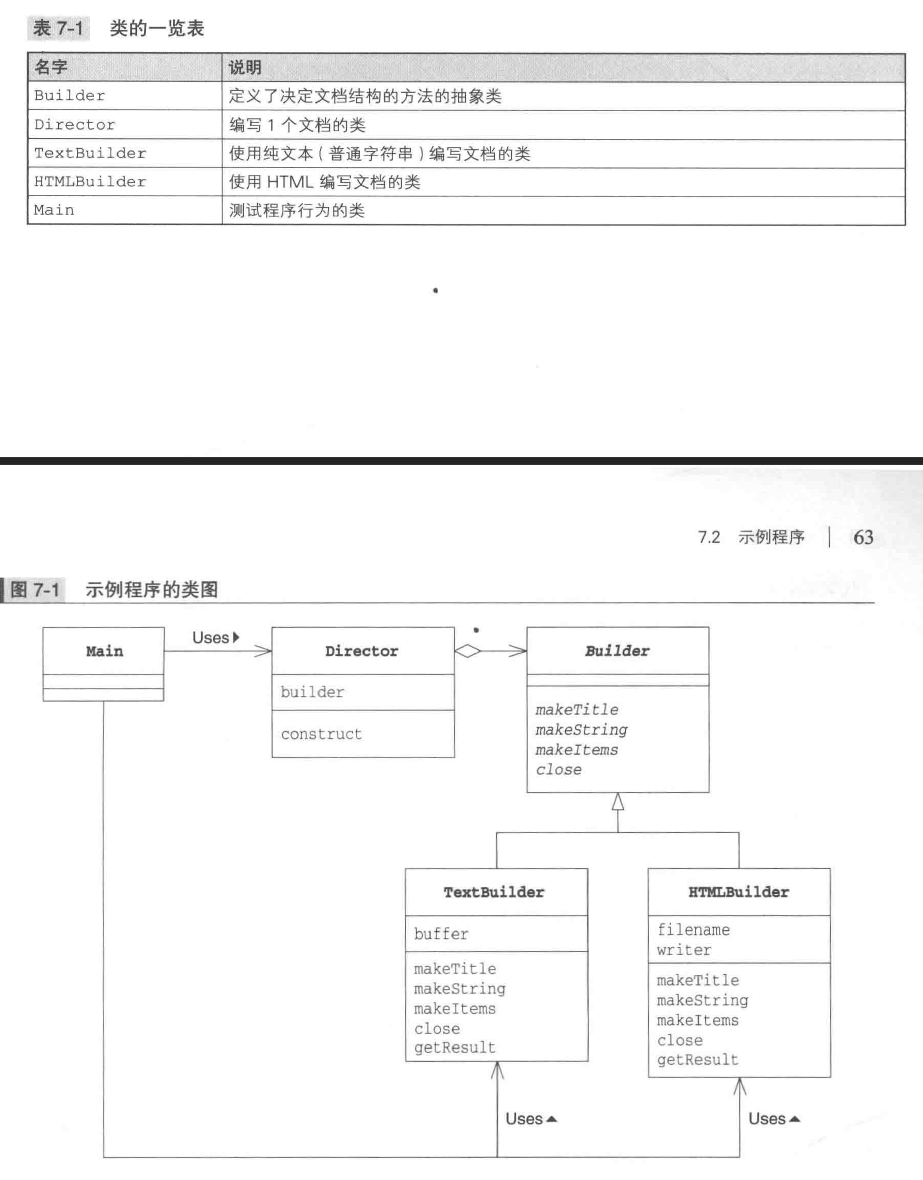 表 7-1 类的一览表
名字 说明
Builder 定义了决定文档结构的方法的抽象类
Director 编写 1 个文档的类
TextBuilder 使用纯文本（普通字符串）编写文档的类
HTMLBuilder 使用 HTML 编写文档的类
Main 测试程序行为的类
7.2 示例程序 | 63
图 7-1 示例程序的类图
Main
Uses
Director
builder
construct
Builder
makeTitle
makeString
makeItems
close
TextBuilder
buffer
makeTitle
makeString
makeItems
close
getResult
HTMLBuilder
filename
writer
makeTitle
makeString
makeItems
close
getResult
Uses
Uses